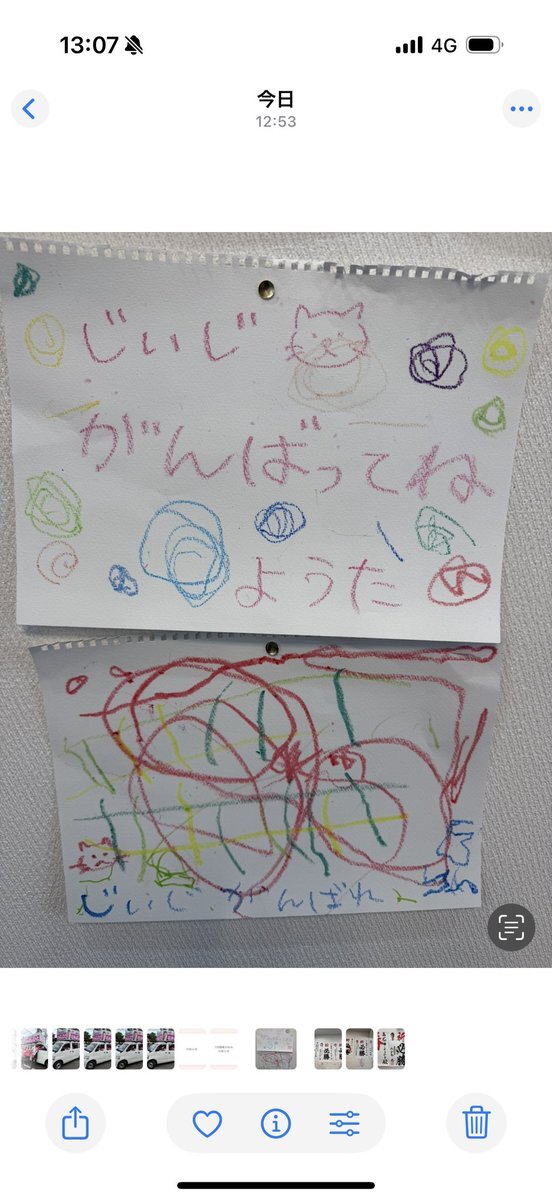 13:07
4G
今日
12:53
じいじ
がんばってね
ようた
じいじ がんばれ